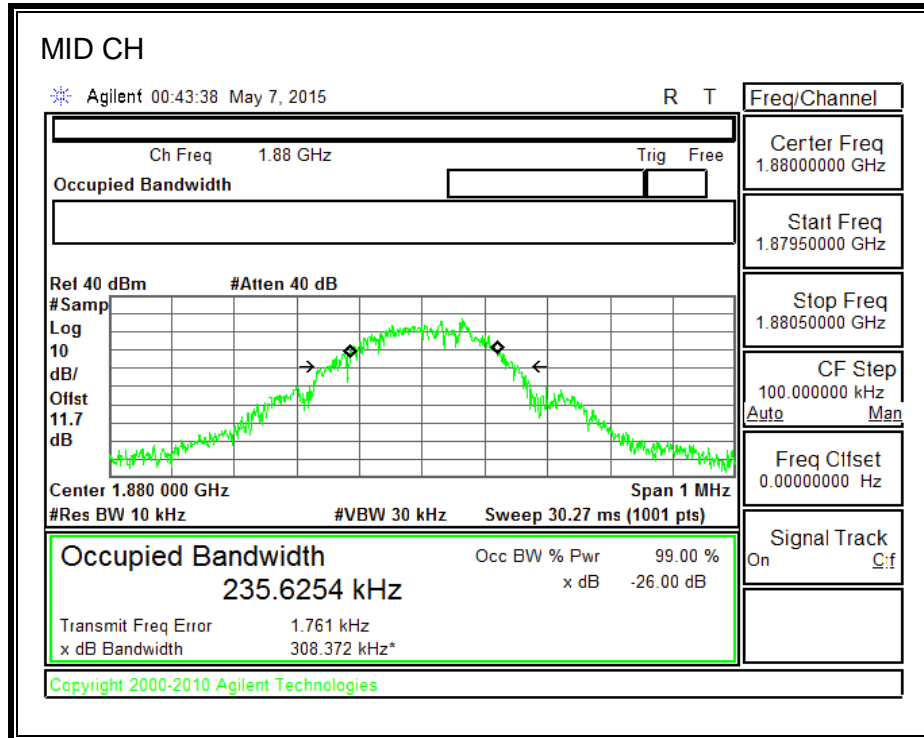 MID CH
Agilent 00:43:38 May 7, 2015 R T
Freq/Channel
Ch Freq 1.88 GHz Trig Free
Occupied Bandwidth
Center Freq
1.88000000 GHz
Start Freq
1.87950000 GHz
Stop Freq
1.88050000 GHz
CF Step
100.000000 kHz
Auto Man
Freq Offset
0.00000000 Hz
Signal Track
On Off
Ref 40 dBm #Atten 40 dB
#Samp
Log
10
dB/
Offst
11.7
dB
Center 1.880 000 GHz Span 1 MHz
#Res BW 10 kHz #VBW 30 kHz Sweep 30.27 ms (1001 pts)
Occupied Bandwidth Occ BW % Pwr 99.00 %
235.6254 kHz x dB -26.00 dB
Transmit Freq Error 1.761 kHz
x dB Bandwidth 308.372 kHz*
Copyright 2000-2010 Agilent Technologies